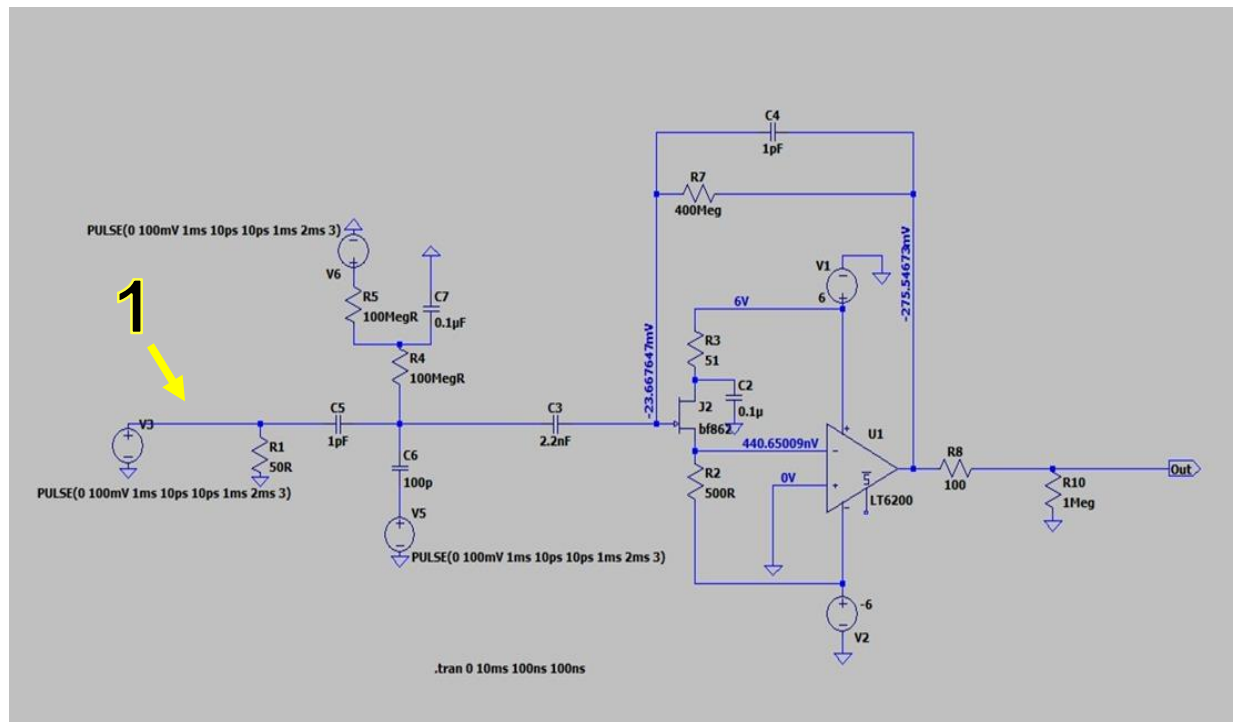 C4
1pF
R7
400Meg
PULSE(0 100mV 1ms 10ps 10ps 1ms 2ms 3)
V6
R5
100MegR
C7
0.1µF
1
R4
100MegR
V3
R1
50R
PULSE(0 100mV 1ms 10ps 10ps 1ms 2ms 3)
C5
1pF
C6
100p
V5
PULSE(0 100mV 1ms 10ps 10ps 1ms 2ms 3)
C3
2.2nF
-23.667647mV
V1
6
6V
-275.54673mV
R3
51
C2
0.1µ
J2
bf862
440.65009nV
U1
R2
500R
0V
LT6200
R8
100
R10
1Meg
Out
-6
V2
.tran 0 10ms 100ns 100ns